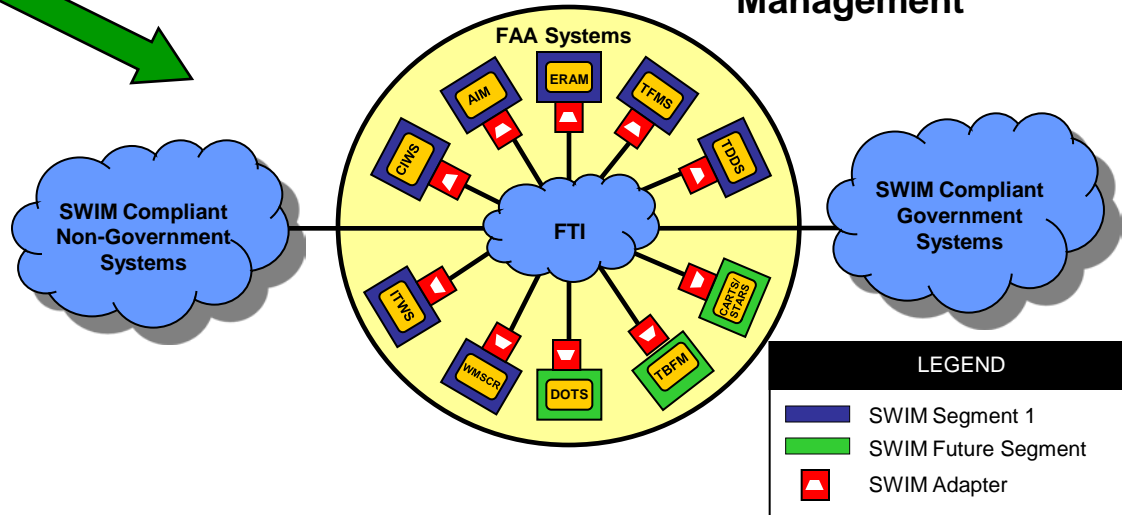 Management
FAA Systems
ERAM
AIM
TFMS
CIWS
TDDS
SWIM Compliant
Non-Government
Systems
FTI
SWIM Compliant
Government
Systems
ITWS
CARTS/
STARS
WMSCR
DOTS
TBFM
LEGEND
SWIM Segment 1
SWIM Future Segment
SWIM Adapter